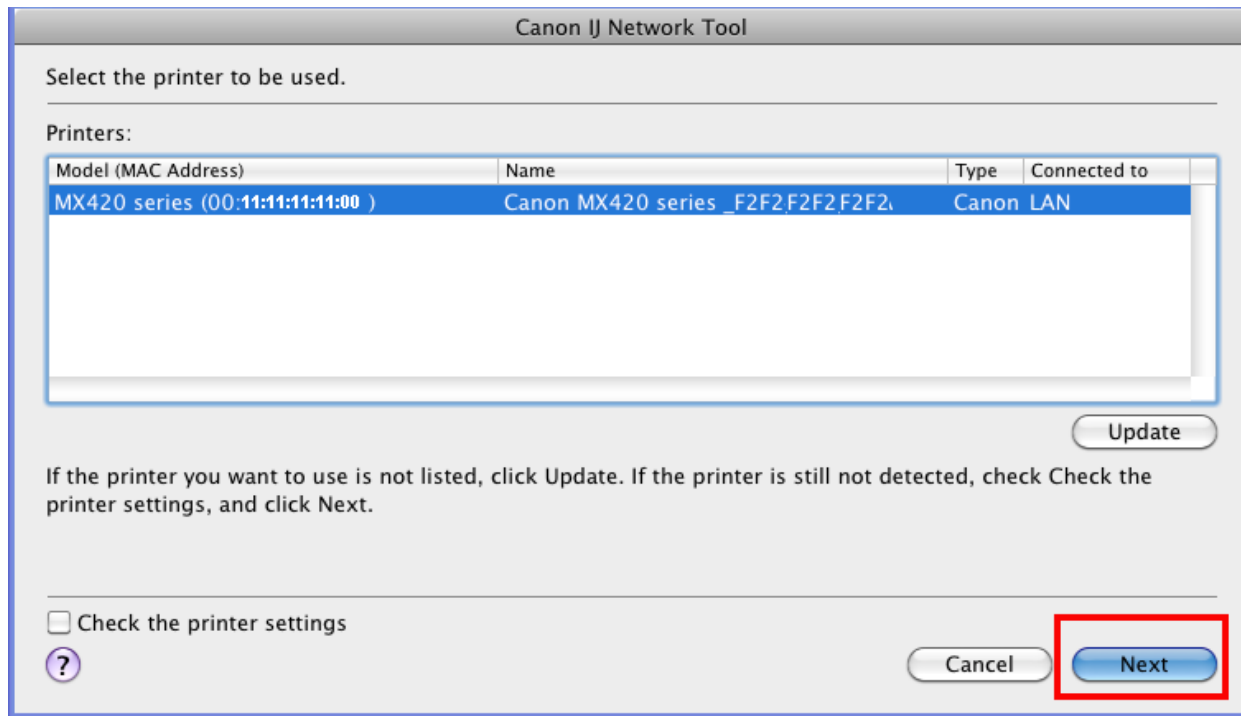 Canon IJ Network Tool
Select the printer to be used.
Printers:
Model (MAC Address) Name Type Connected to
MX420 series (00:11:11:11:11:00 ) Canon MX420 series _F2F2F2F2F2F2 Canon LAN
Update
If the printer you want to use is not listed, click Update. If the printer is still not detected, check Check the
printer settings, and click Next.
Check the printer settings
? Cancel Next